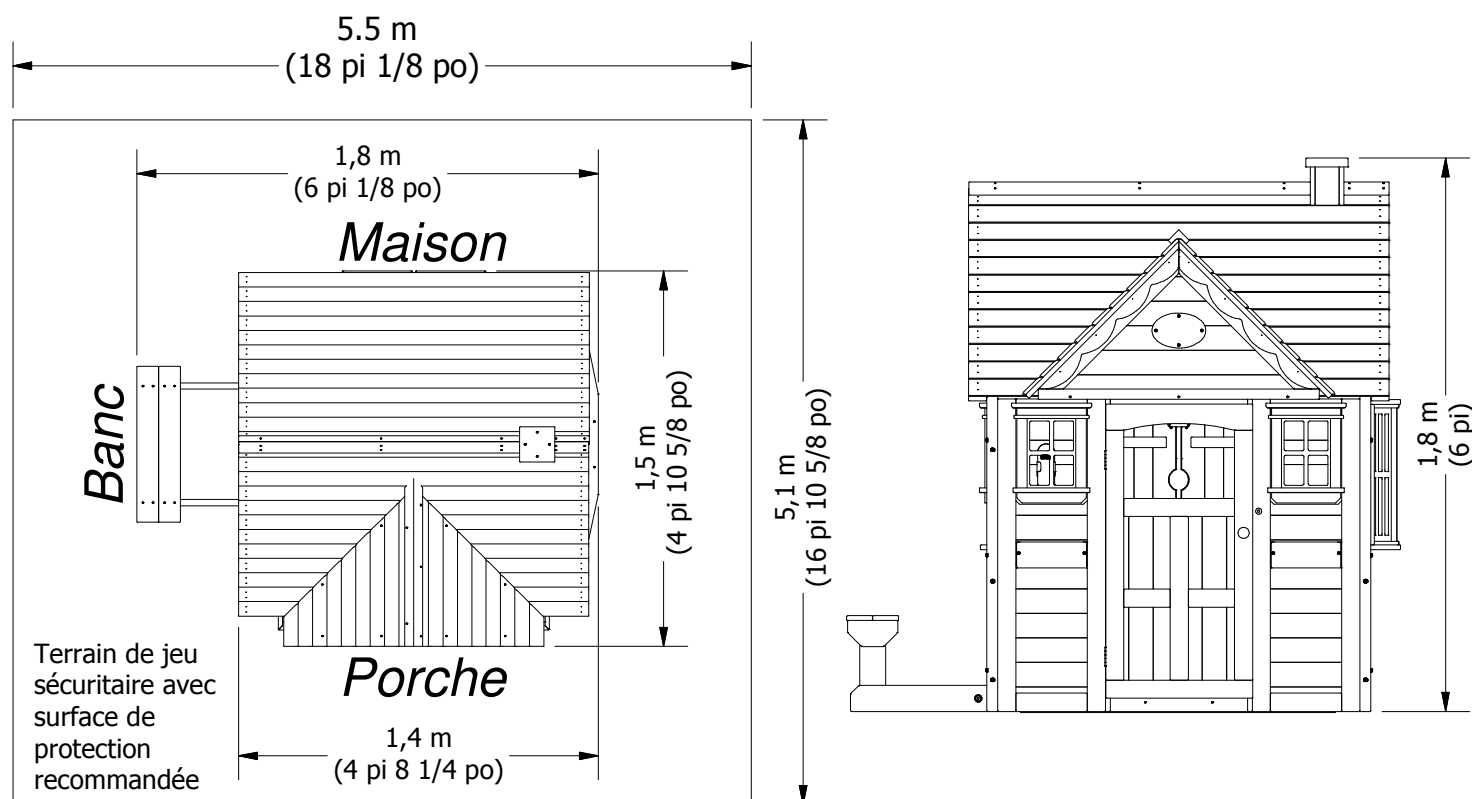 5.5 m
(18 pi 1/8 po)
1,8 m
(6 pi 1/8 po)
Maison
Banc
1,5 m
(4 pi 10 5/8 po)
5,1 m
(16 pi 10 5/8 po)
1,8 m
(6 pi)
Porche
Terrain de jeu
sécuritaire avec
surface de
protection
recommandée
1,4 m
(4 pi 8 1/4 po)